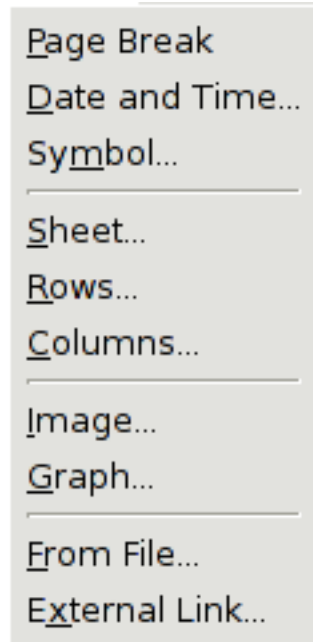 Page Break
Date and Time...
Symbol...
Sheet...
Rows...
Columns...
Image...
Graph...
From File...
External Link...